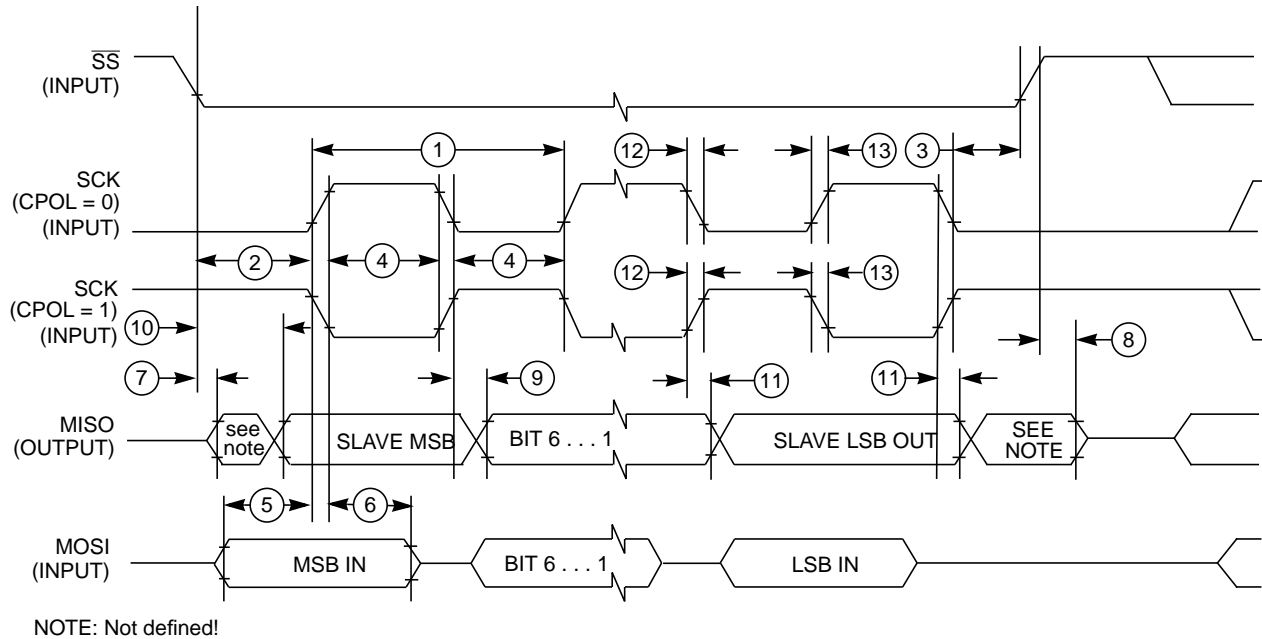 SS
(INPUT)
1
12
13
3
SCK
(CPOL = 0)
(INPUT)
2
4
4
12
13
SCK
(CPOL = 1)
(INPUT)
10
8
7
9
11
11
MISO
(OUTPUT)
see
note
SLAVE MSB
BIT 6 . . . 1
SLAVE LSB OUT
SEE
NOTE
5
6
MOSI
(INPUT)
MSB IN
BIT 6 . . . 1
LSB IN
NOTE: Not defined!